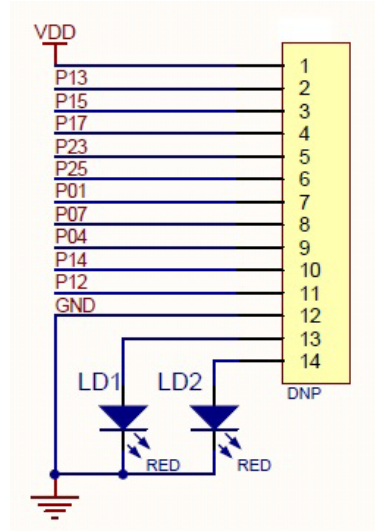 VDD
1
P13
2
P15
3
P17
4
P23
5
P25
6
P01
7
P07
8
P04
9
P14
10
P12
11
GND
12
13
14
LD1
LD2
DNP
RED
RED